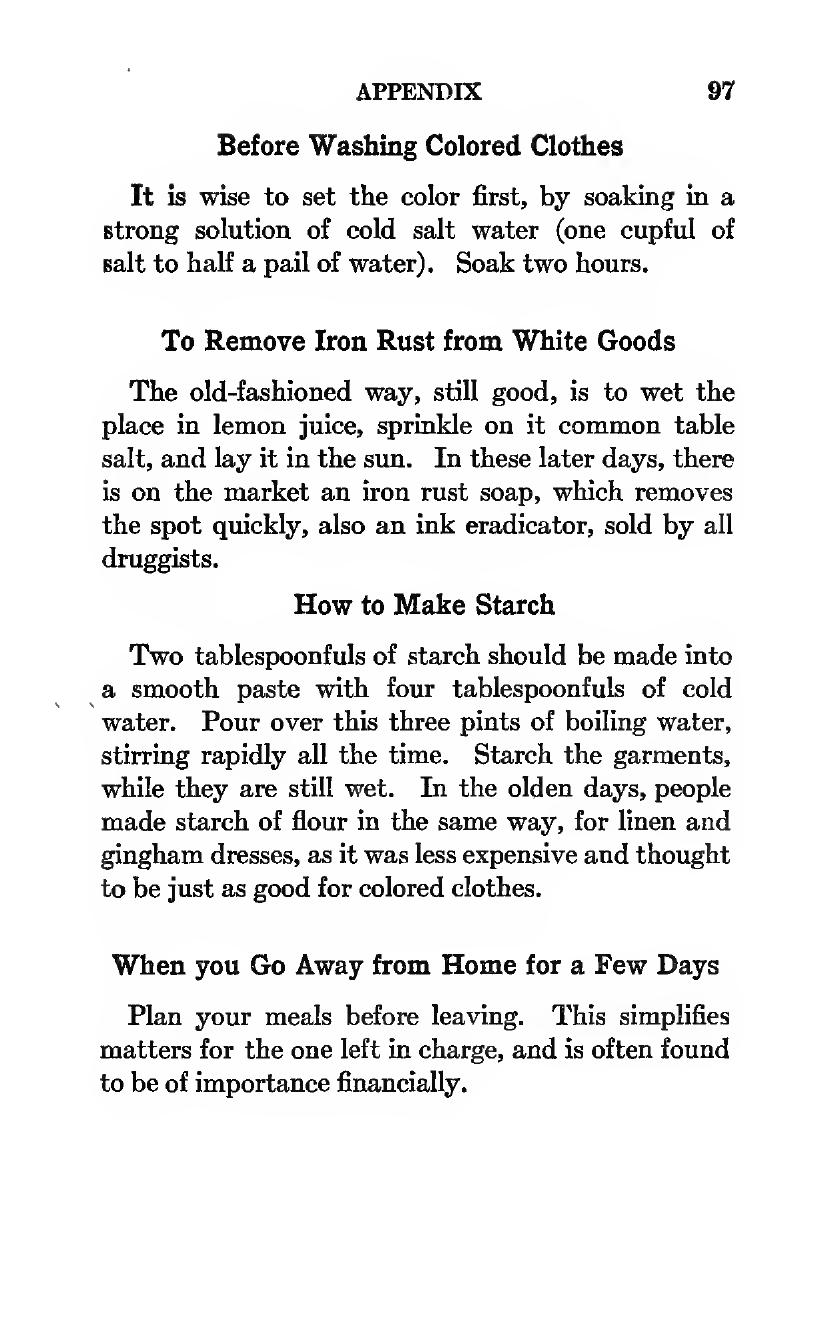 APPENDIX 97
Before Washing Colored Clothes
It is wise to set the color first, by soaking in a
strong solution of cold salt water (one cupful of
salt to half a pail of water). Soak two hours.
To Remove Iron Rust from White Goods
The old-fashioned way, still good, is to wet the
place in lemon juice, sprinkle on it common table
salt, and lay it in the sun. In these later days, there
is on the market an iron rust soap, which removes
the spot quickly, also an ink eradicator, sold by all
druggists.
How to Make Starch
Two tablespoonfuls of starch should be made into
a smooth paste with four tablespoonfuls of cold
water. Pour over this three pints of boiling water,
stirring rapidly all the time. Starch the garments,
while they are still wet. In the olden days, people
made starch of flour in the same way, for linen and
gingham dresses, as it was less expensive and thought
to be just as good for colored clothes.
When you Go Away from Home for a Few Days
Plan your meals before leaving. This simplifies
matters for the one left in charge, and is often found
to be of importance financially.